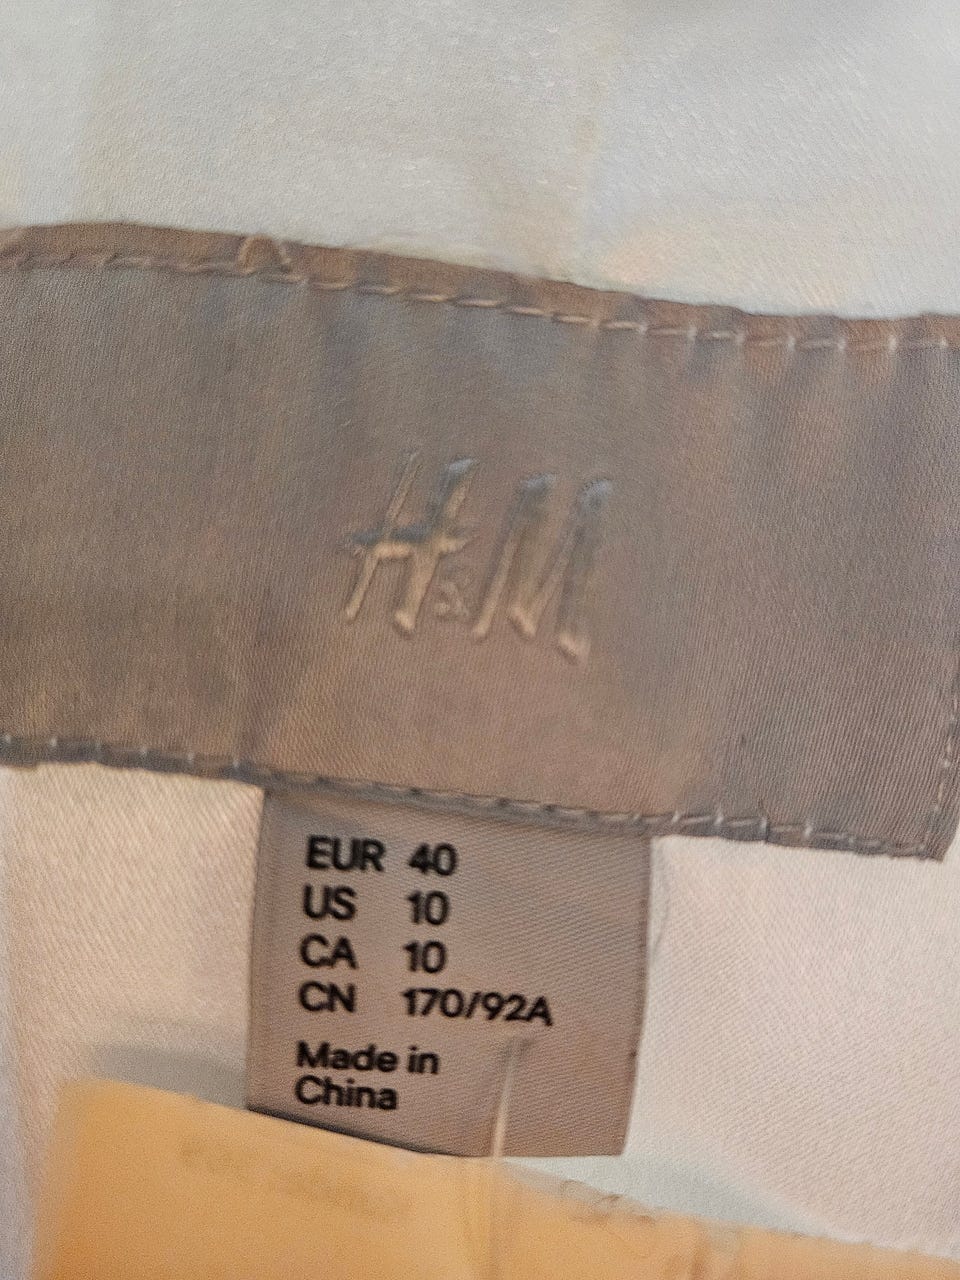 H&M
EUR 40
US 10
CA 10
CN 170/92A
Made in
China